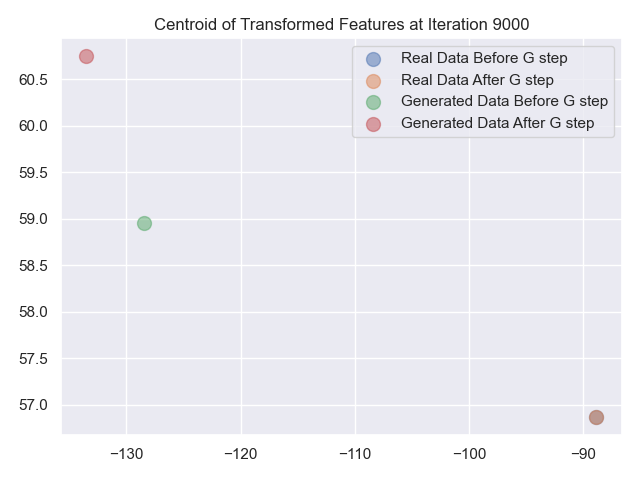 Centroid of Transformed Features at Iteration 9000
Real Data Before G step
Real Data After G step
Generated Data Before G step
Generated Data After G step
60.5
60.0
59.5
59.0
58.5
58.0
57.5
57.0
−130
−120
−110
−100
−90